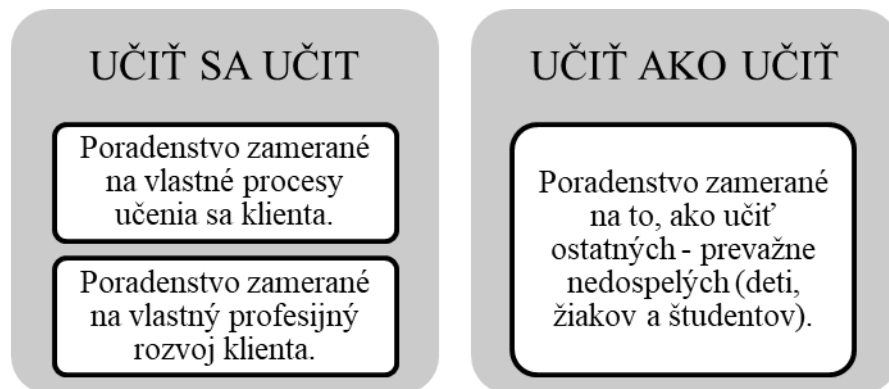 UČIŤ SA UČIT
Poradenstvo zamerané
na vlastné procesy
učenia sa klienta.
Poradenstvo zamerané
na vlastný profesijný
rozvoj klienta.
UČIŤ AKO UČIŤ
Poradenstvo zamerané
na to, ako učiť
ostatných - prevažne
nedospelých (deti,
žiakov a študentov).